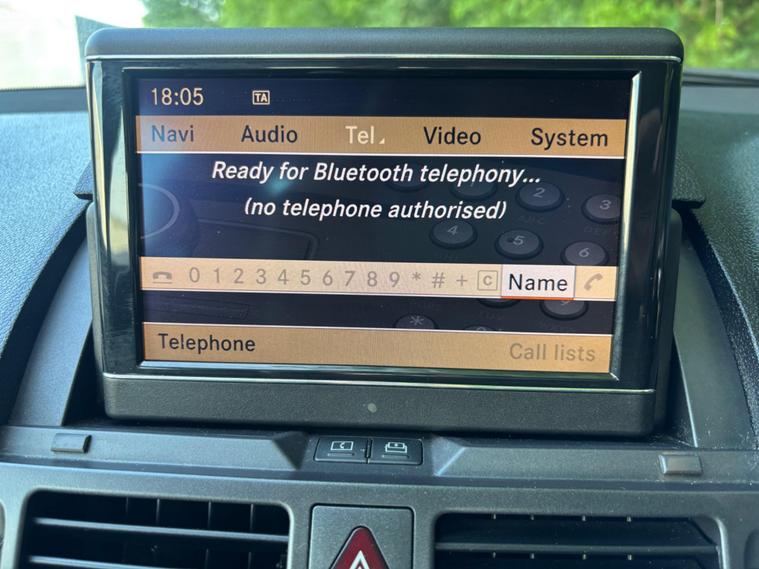 18:05 TA
Navi Audio Tel Video System
Ready for Bluetooth telephony...
(no telephone authorised)
0 1 2 3 4 5 6 7 8 9 * # + C Name
Telephone Call lists